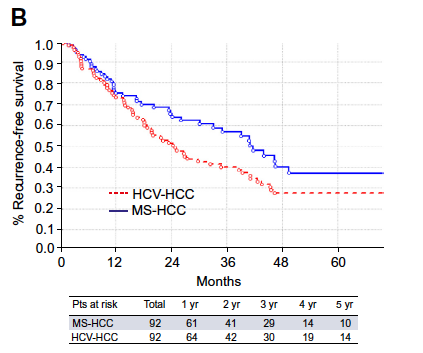 B
% Recurrence-free survival
1.0
0.9
0.8
0.7
0.6
0.5
0.4
0.3
0.2
0.1
0.0
HCV-HCC
MS-HCC
0 12 24 36 48 60
Months
Pts at risk Total 1 yr 2 yr 3 yr 4 yr 5 yr
MS-HCC 92 61 41 29 14 10
HCV-HCC 92 64 42 30 19 14